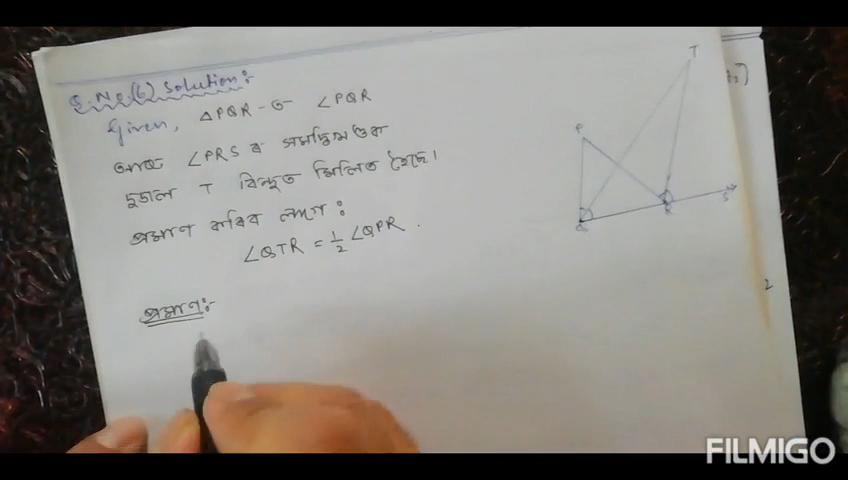 Q.No.(6) Solution:-
Given, △PQR-ত ∠PQR
আৰু ∠PRS ৰ সমদ্বিখণ্ডক
দুডাল T বিন্দুত মিলিত হৈছে।
প্ৰমাণ কৰিব লাগে :
∠QTR = 1/2 ∠QPR.
প্ৰমাণ:-
T
P
Q
R
S
2
FILMIGO